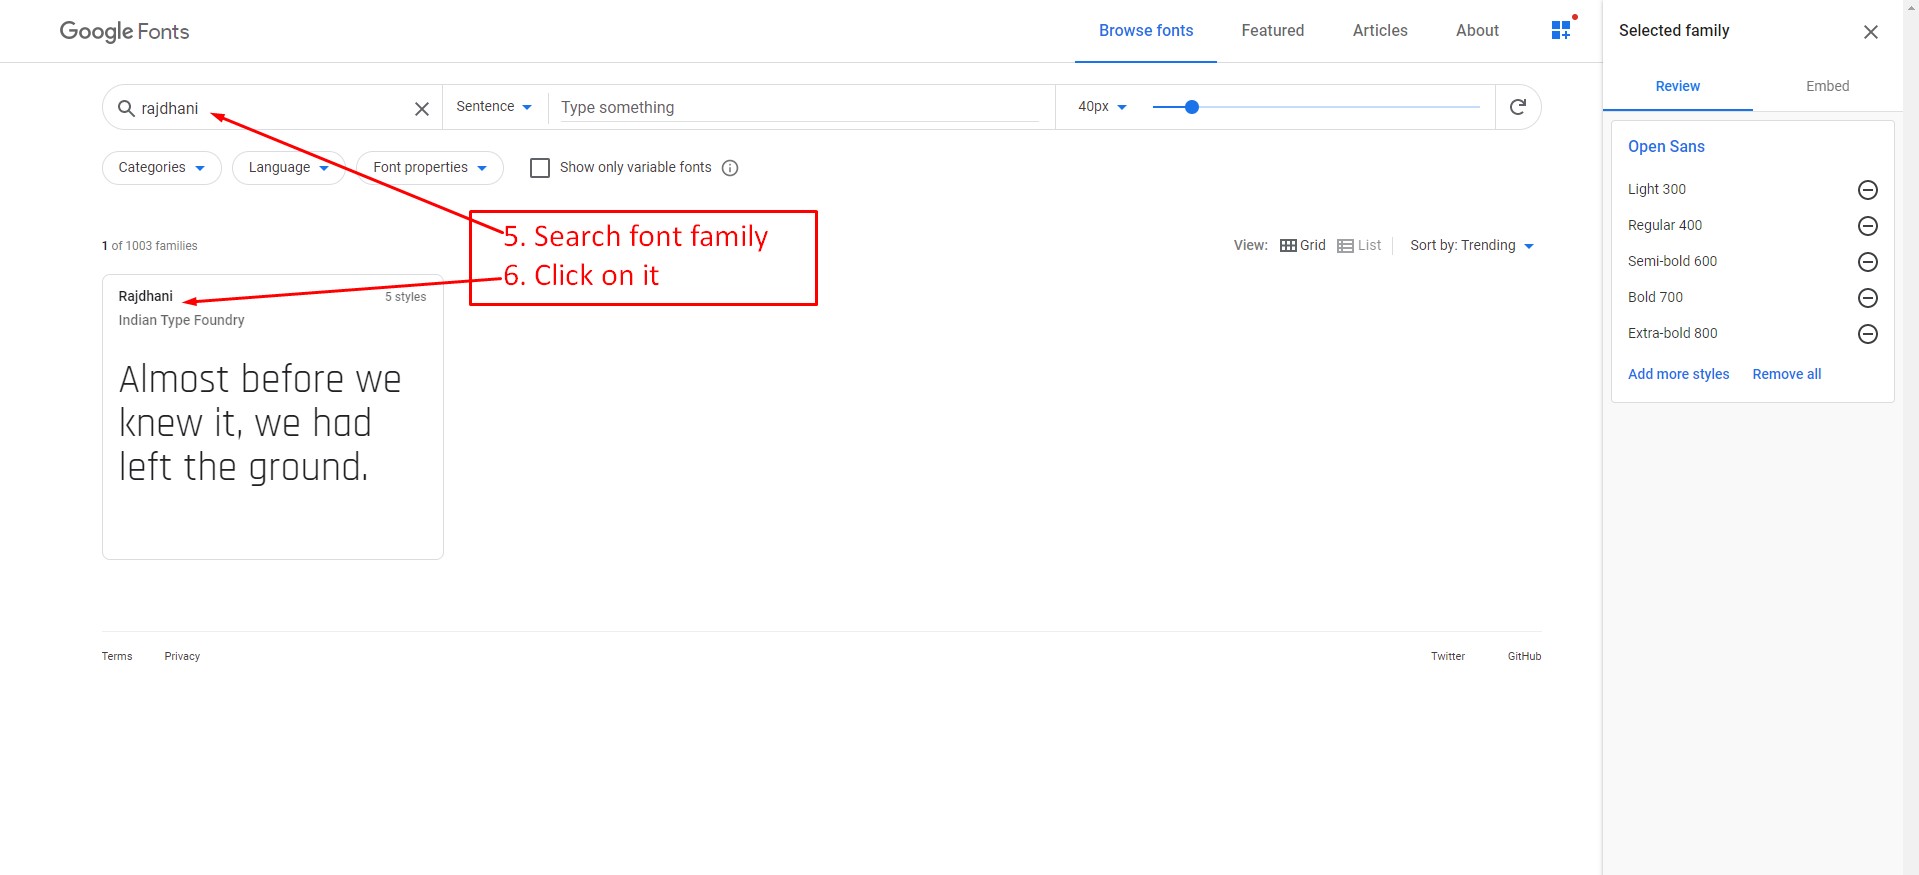 Google Fonts
Browse fonts
Featured
Articles
About
rajdhani
Sentence
Type something
40px
Categories
Language
Font properties
Show only variable fonts
5. Search font family
6. Click on it
1 of 1003 families
View:
Grid
List
Sort by: Trending
Rajdhani
5 styles
Indian Type Foundry
Almost before we
knew it, we had
left the ground.
Terms
Privacy
Twitter
GitHub
Selected family
Review
Embed
Open Sans
Light 300
Regular 400
Semi-bold 600
Bold 700
Extra-bold 800
Add more styles
Remove all